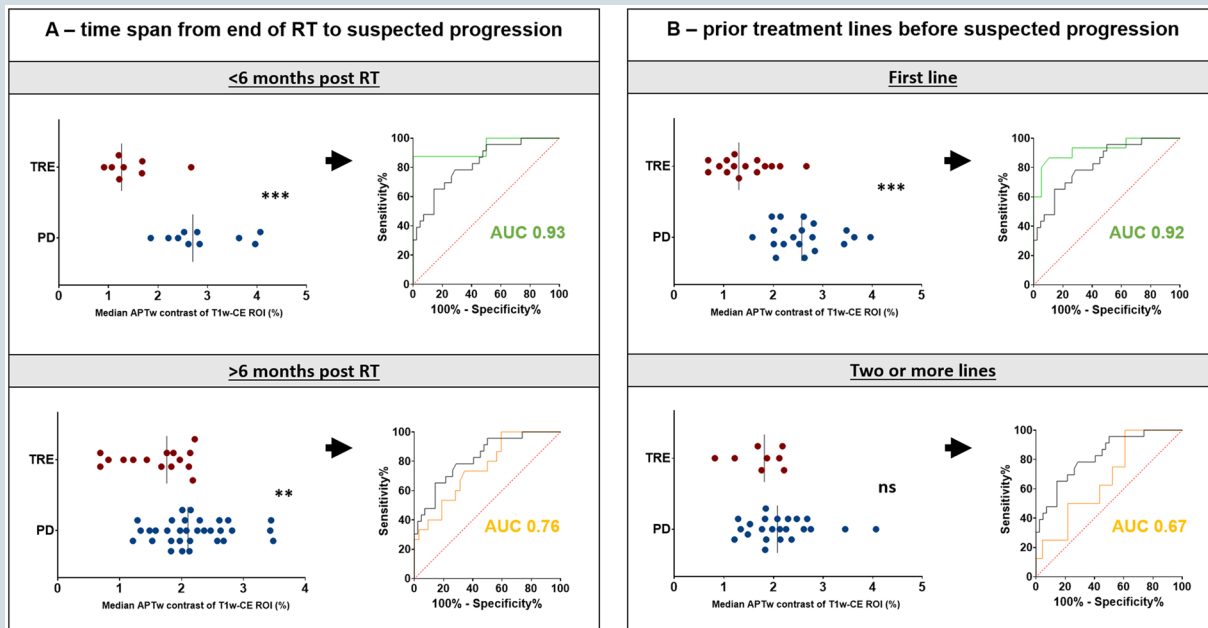 A – time span from end of RT to suspected progression
<6 months post RT
TRE
PD
***
0 1 2 3 4 5
Median APTw contrast of T1w-CE ROI (%)
Sensitivity%
100
80
60
40
20
0
AUC 0.93
0 20 40 60 80 100
100% - Specificity%
>6 months post RT
TRE
PD
**
0 1 2 3 4
Median APTw contrast of T1w-CE ROI (%)
Sensitivity%
100
80
60
40
20
0
AUC 0.76
0 20 40 60 80 100
100% - Specificity%
B – prior treatment lines before suspected progression
First line
TRE
PD
***
0 1 2 3 4 5
Median APTw contrast of T1w-CE ROI (%)
Sensitivity%
100
80
60
40
20
0
AUC 0.92
0 20 40 60 80 100
100% - Specificity%
Two or more lines
TRE
PD
ns
0 1 2 3 4 5
Median APTw contrast of T1w-CE ROI (%)
Sensitivity%
100
80
60
40
20
0
AUC 0.67
0 20 40 60 80 100
100% - Specificity%